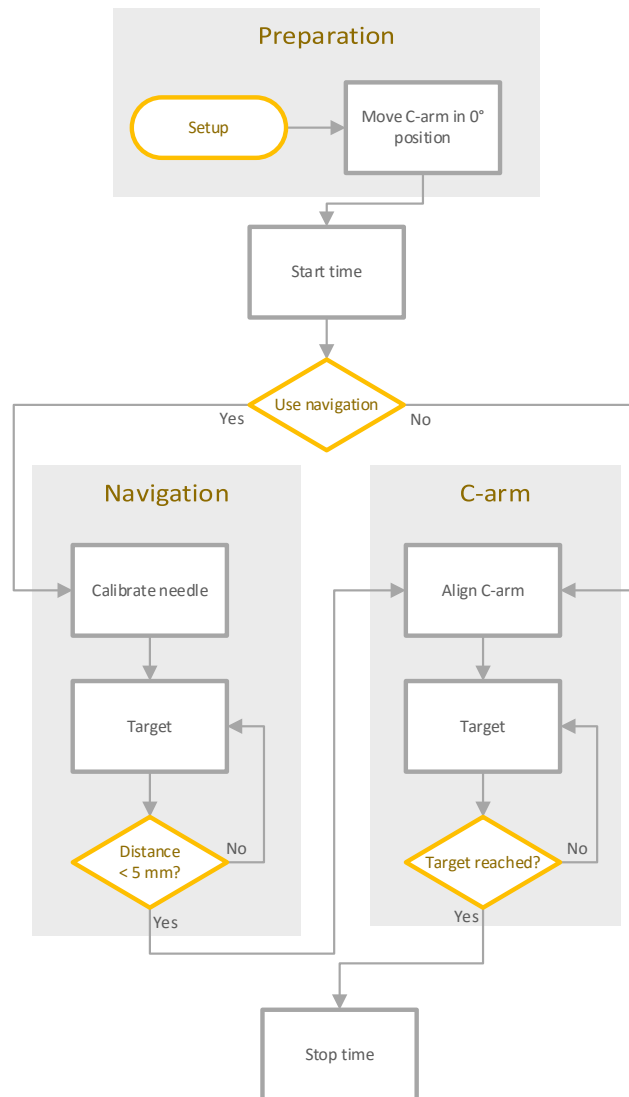 Preparation
Setup
Move C-arm in 0°
position
Start time
Use navigation
Yes
No
Navigation
Calibrate needle
Target
Distance
< 5 mm?
No
Yes
C-arm
Align C-arm
Target
Target reached?
No
Yes
Stop time